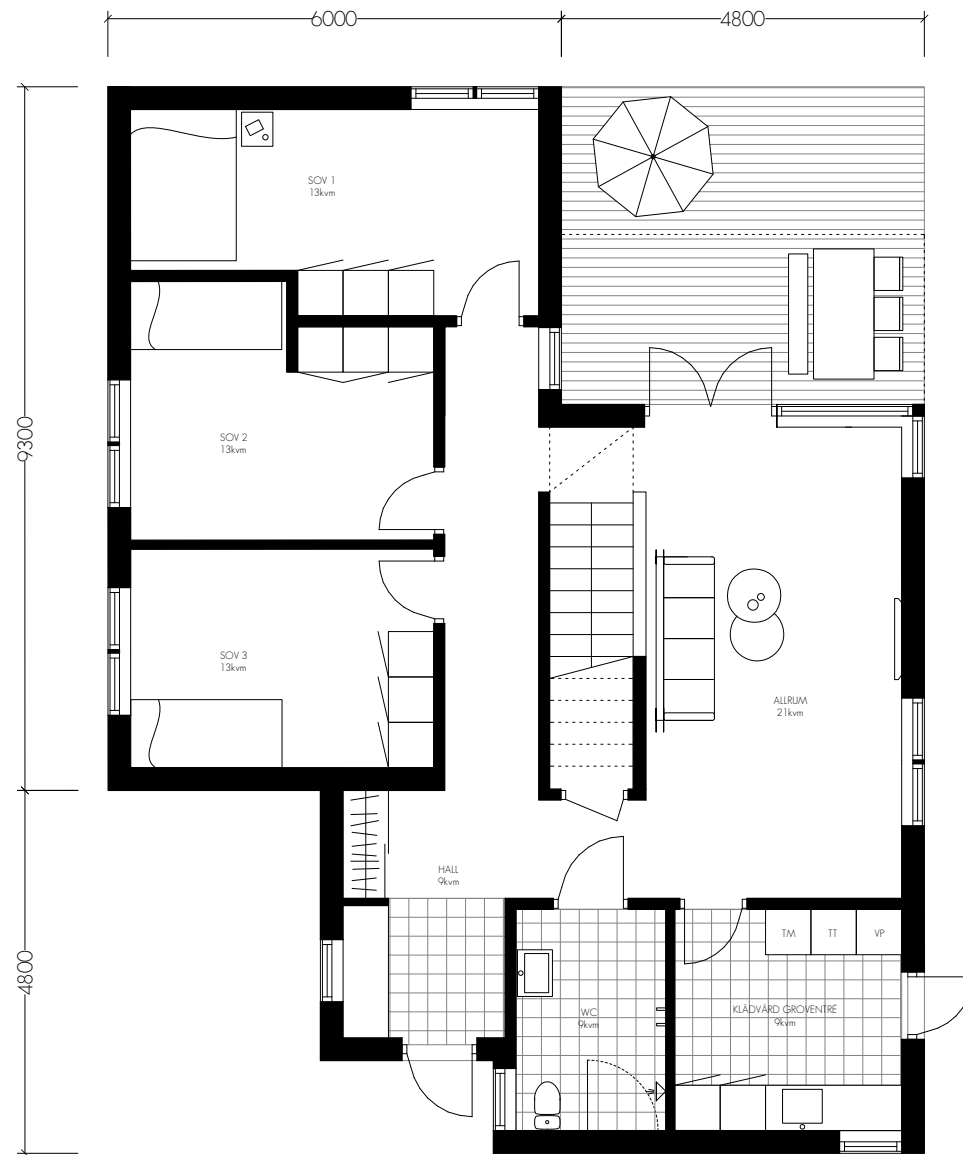 6000
4800
SOV 1
13kvm
9300
SOV 2
13kvm
SOV 3
13kvm
ALLRUM
21kvm
HALL
9kvm
TM
TT
VP
4800
WC
9kvm
KLÄDVÅRD GROVENTRÉ
9kvm